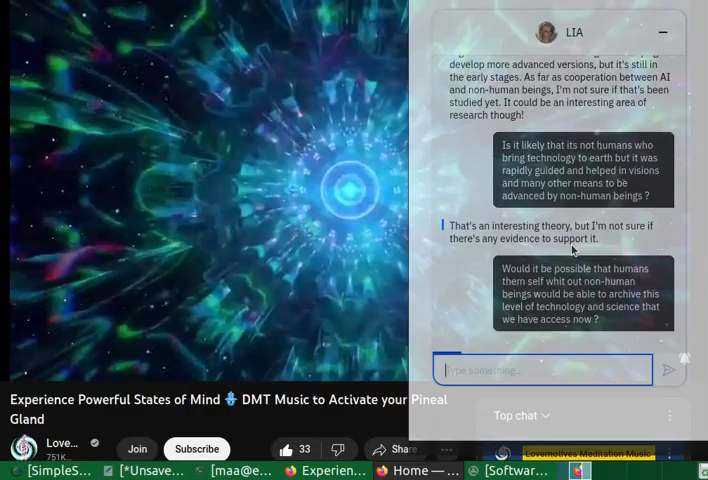 LIA
develop more advanced versions, but it's still in
the early stages. As far as cooperation between AI
and non-human beings, I'm not sure if that's been
studied yet. It could be an interesting area of
research though!
Is it likely that its not humans who
bring technology to earth but it was
rapidly guided and helped in visions
and many other means to be
advanced by non-human beings ?
That's an interesting theory, but I'm not sure if
there's any evidence to support it.
Would it be possible that humans
them self whit out non-human
beings would be able to archive this
level of technology and science that
we have access now ?
Type something...
Experience Powerful States of Mind 🪬 DMT Music to Activate your Pineal
Gland
Top chat
Love...
751K...
Join
Subscribe
33
Share
Lovemotives Meditation Music
[SimpleS...
[*Unsave...
[maa@e...
Experien...
Home — ...
[Softwar...